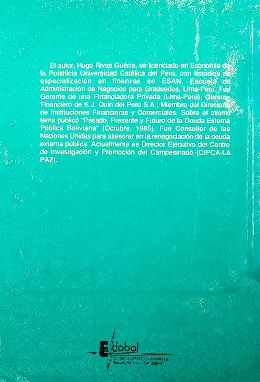 El autor, Hugo Rivas Guerra, es licenciado en Economía de
la Pontificia Universidad Católica del Perú, con estudios de
especialización en finanzas en ESAN, Escuela de
Administración de Negocios para Graduados, Lima-Perú. Fue
Gerente de una Financiadora Privada (Lima-Perú), Gerente
Financiero de K.J. Quin del Perú S.A.; Miembro del Directorio
de Instituciones Financieras y Comerciales. Sobre el mismo
tema publicó "Pasado, Presente y Futuro de la Deuda Externa
Pública Boliviana" (Octubre, 1985). Fue Consultor de las
Naciones Unidas para asesorar en la renegociación de la deuda
externa pública. Actualmente es Director Ejecutivo del Centro
de Investigación y Promoción del Campesinado (CIPCA-LA
PAZ).
Edobol